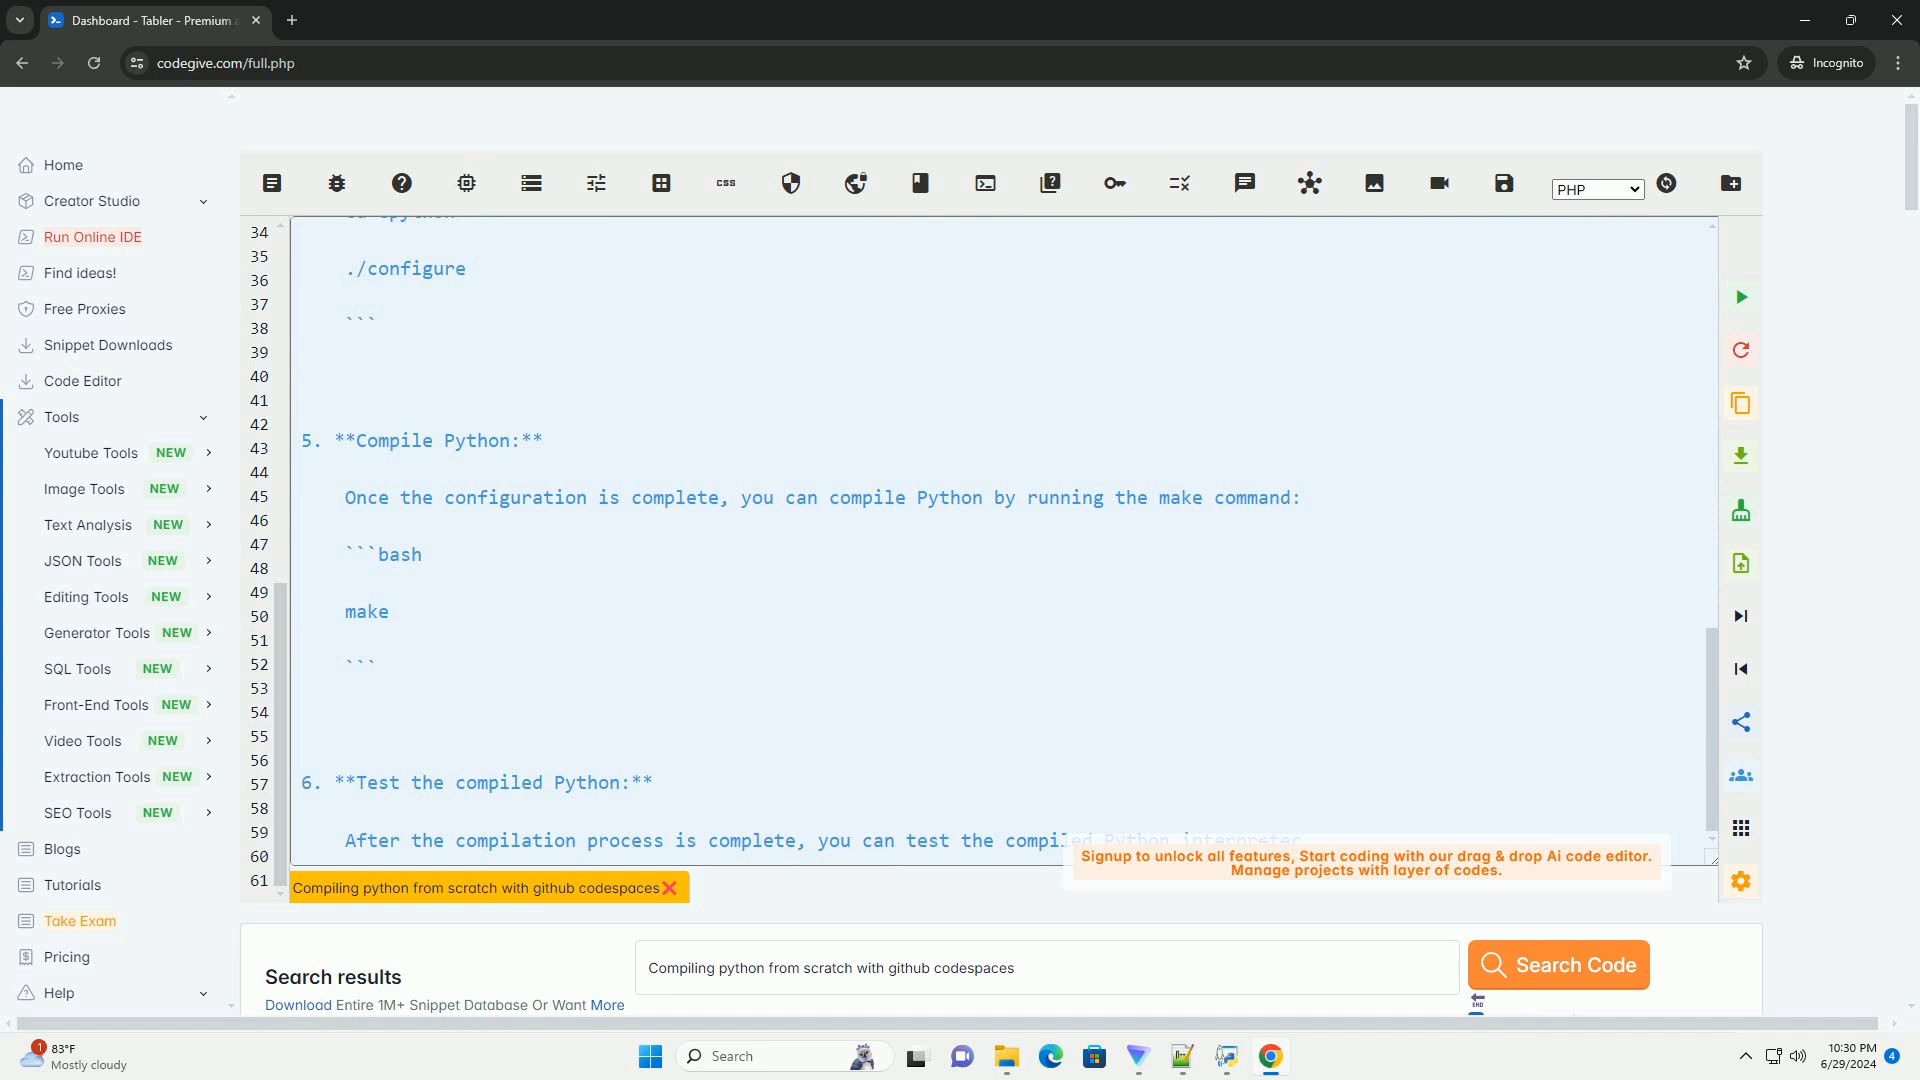 Dashboard - Tabler - Premium
codegive.com/full.php
Incognito
Home
Creator Studio
Run Online IDE
Find ideas!
Free Proxies
Snippet Downloads
Code Editor
Tools
Youtube Tools NEW
Image Tools NEW
Text Analysis NEW
JSON Tools NEW
Editing Tools NEW
Generator Tools NEW
SQL Tools NEW
Front-End Tools NEW
Video Tools NEW
Extraction Tools NEW
SEO Tools NEW
Blogs
Tutorials
Take Exam
Pricing
Help
css
PHP
34
35
36
37
38
39
40
41
42
43
44
45
46
47
48
49
50
51
52
53
54
55
56
57
58
59
60
61
./configure
```
5. **Compile Python:**
Once the configuration is complete, you can compile Python by running the make command:
```bash
make
```
6. **Test the compiled Python:**
After the compilation process is complete, you can test the compiled Python interpreter
Signup to unlock all features, Start coding with our drag & drop Ai code editor.
Manage projects with layer of codes.
Compiling python from scratch with github codespaces
Search results
Download Entire 1M+ Snippet Database Or Want More
Compiling python from scratch with github codespaces
Search Code
END
1
83°F
Mostly cloudy
Search
10:30 PM
6/29/2024
4